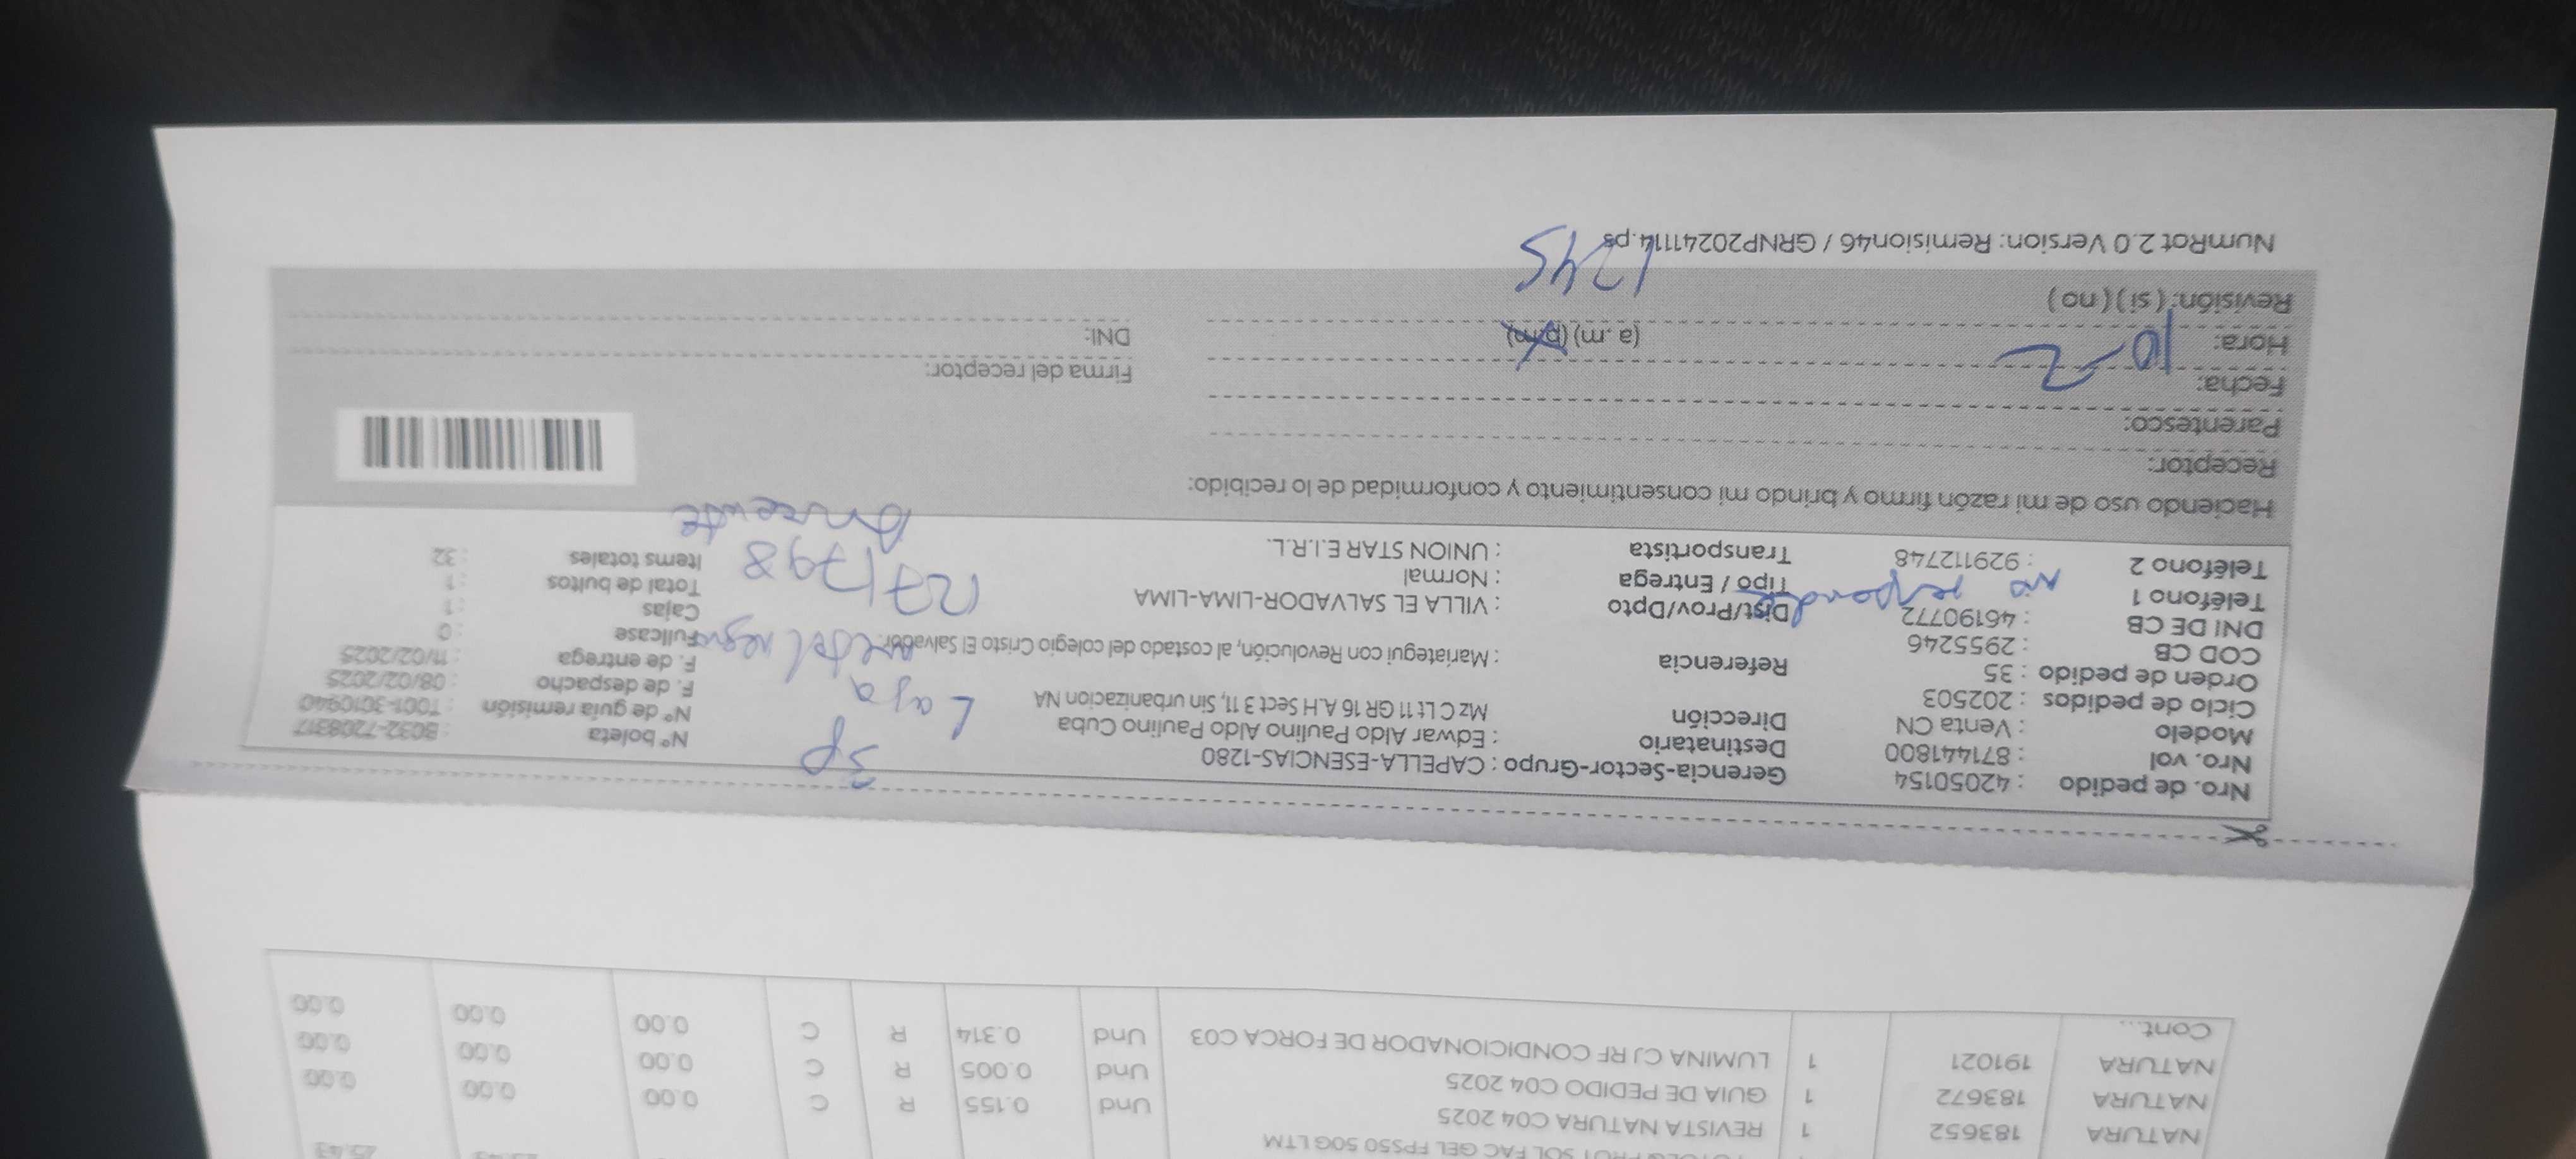 FAC GEL FPS50 50G LTM
NATURA 183652 1 REVISTA NATURA C04 2025 Und 0.155 R C 0.00 0.00 0.00
NATURA 183672 1 GUIA DE PEDIDO C04 2025 Und 0.005 R C 0.00 0.00 0.00
NATURA 191021 1 LUMINA CJ RF CONDICIONADOR DE FORCA C03 Und 0.314 R C 0.00 0.00 0.00
Cont...
Nro. de pedido : 42050154
Nro. vol : 871441800
Modelo : Venta CN
Ciclo de pedidos : 202503
Orden de pedido : 35
COD CB : 2955246
DNI DE CB : 46190772
Teléfono 1
no responde
Teléfono 2 : 929112748
Gerencia-Sector-Grupo : CAPELLA-ESENCIAS-1280
Destinatario : Edwar Aldo Paulino Aldo Paulino Cuba
Dirección Mz C Lt 11 GR 16 A.H Sect 3 11, Sin urbanizacion NA
Referencia : Mariategui con Revolución, al costado del colegio Cristo El Salvador.
Dist/Prov/Dpto : VILLA EL SALVADOR-LIMA-LIMA
Tipo / Entrega : Normal
Transportista : UNION STAR E.I.R.L.
3p
Laja
negra
1271798
Ausente
Nº boleta : B032-7208317
Nº de guía remisión : T001-3010940
F. de despacho : 08/02/2025
F. de entrega : 11/02/2025
Fullcase : 0
Cajas : 1
Total de bultos : 1
Items totales : 32
Haciendo uso de mi razón firmo y brindo mi consentimiento y conformidad de lo recibido:
Receptor:
Parentesco:
Fecha:
10-2
Hora: (a .m) (p.m)
Revisión: ( si ) ( no )
1245
Firma del receptor:
DNI:
NumRot 2.0 Version: Remision46 / GRNP20241114.ps